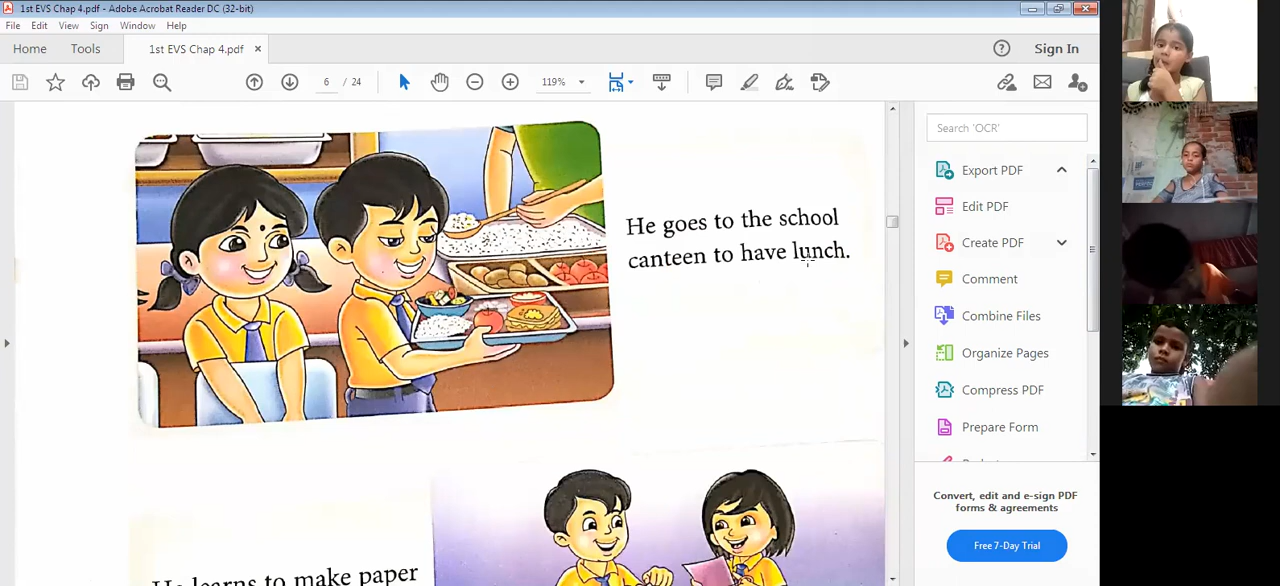 1st EVS Chap 4.pdf - Adobe Acrobat Reader DC (32-bit)
File Edit View Sign Window Help
Home Tools 1st EVS Chap 4.pdf × Sign In
6 / 24 119%
Search 'OCR'
Export PDF
Edit PDF
Create PDF
Comment
Combine Files
Organize Pages
Compress PDF
Prepare Form
Convert, edit and e-sign PDF
forms & agreements
Free 7-Day Trial
He goes to the school
canteen to have lunch.
He learns to make paper